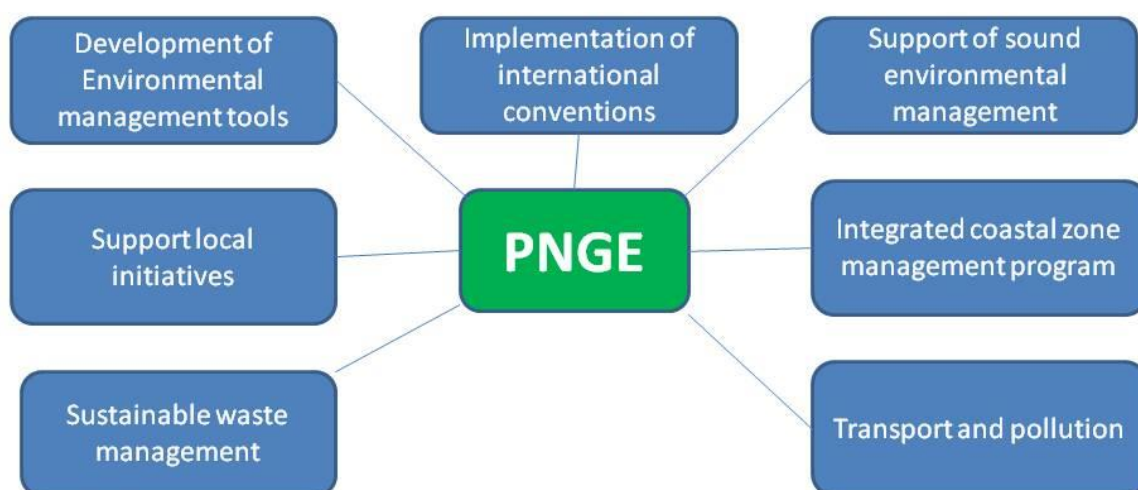 Development of
Environmental
management tools
Implementation of
international
conventions
Support of sound
environmental
management
Support local
initiatives
PNGE
Integrated coastal zone
management program
Sustainable waste
management
Transport and pollution